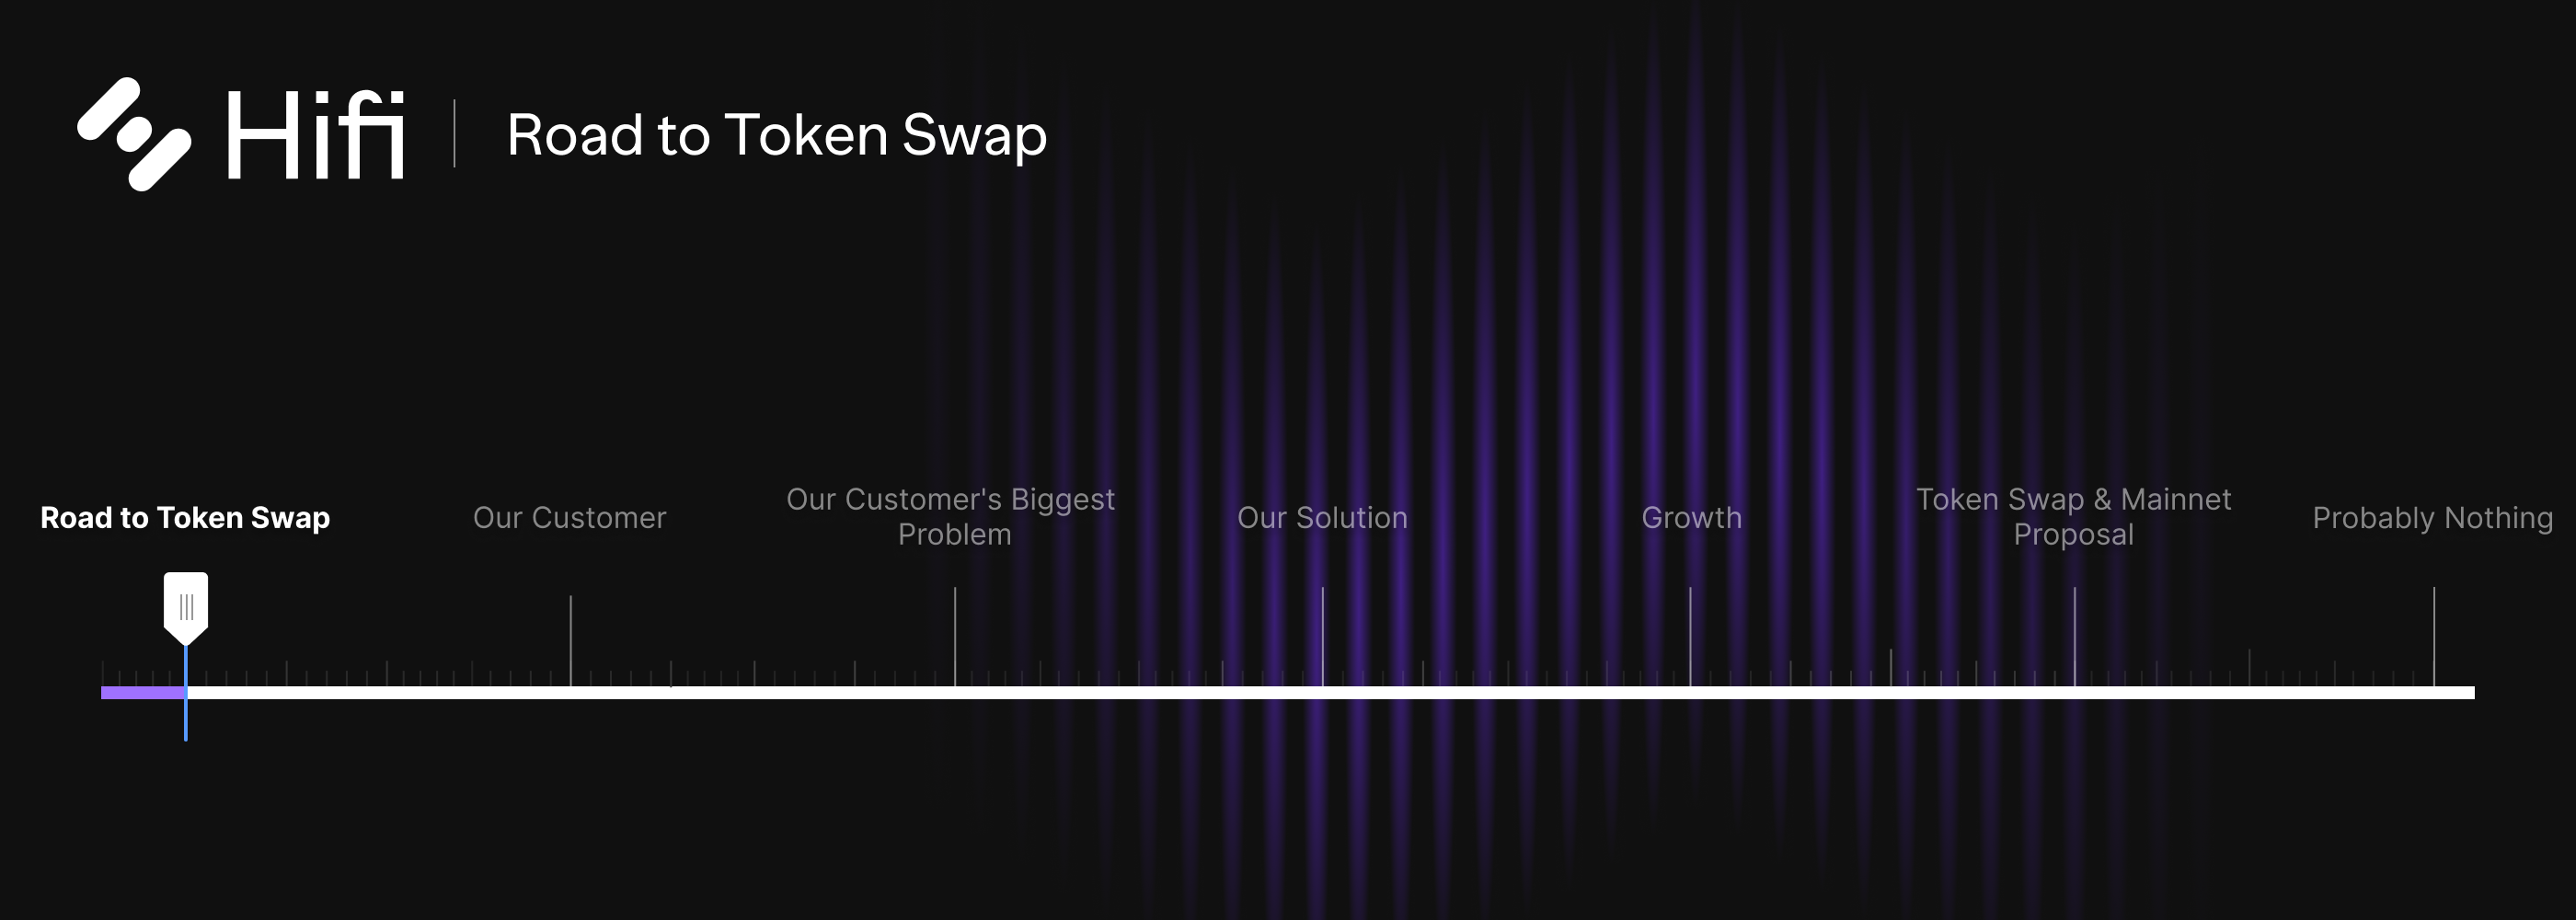 Hifi
Road to Token Swap
Road to Token Swap
Our Customer
Our Customer's Biggest
Problem
Our Solution
Growth
Token Swap & Mainnet
Proposal
Probably Nothing